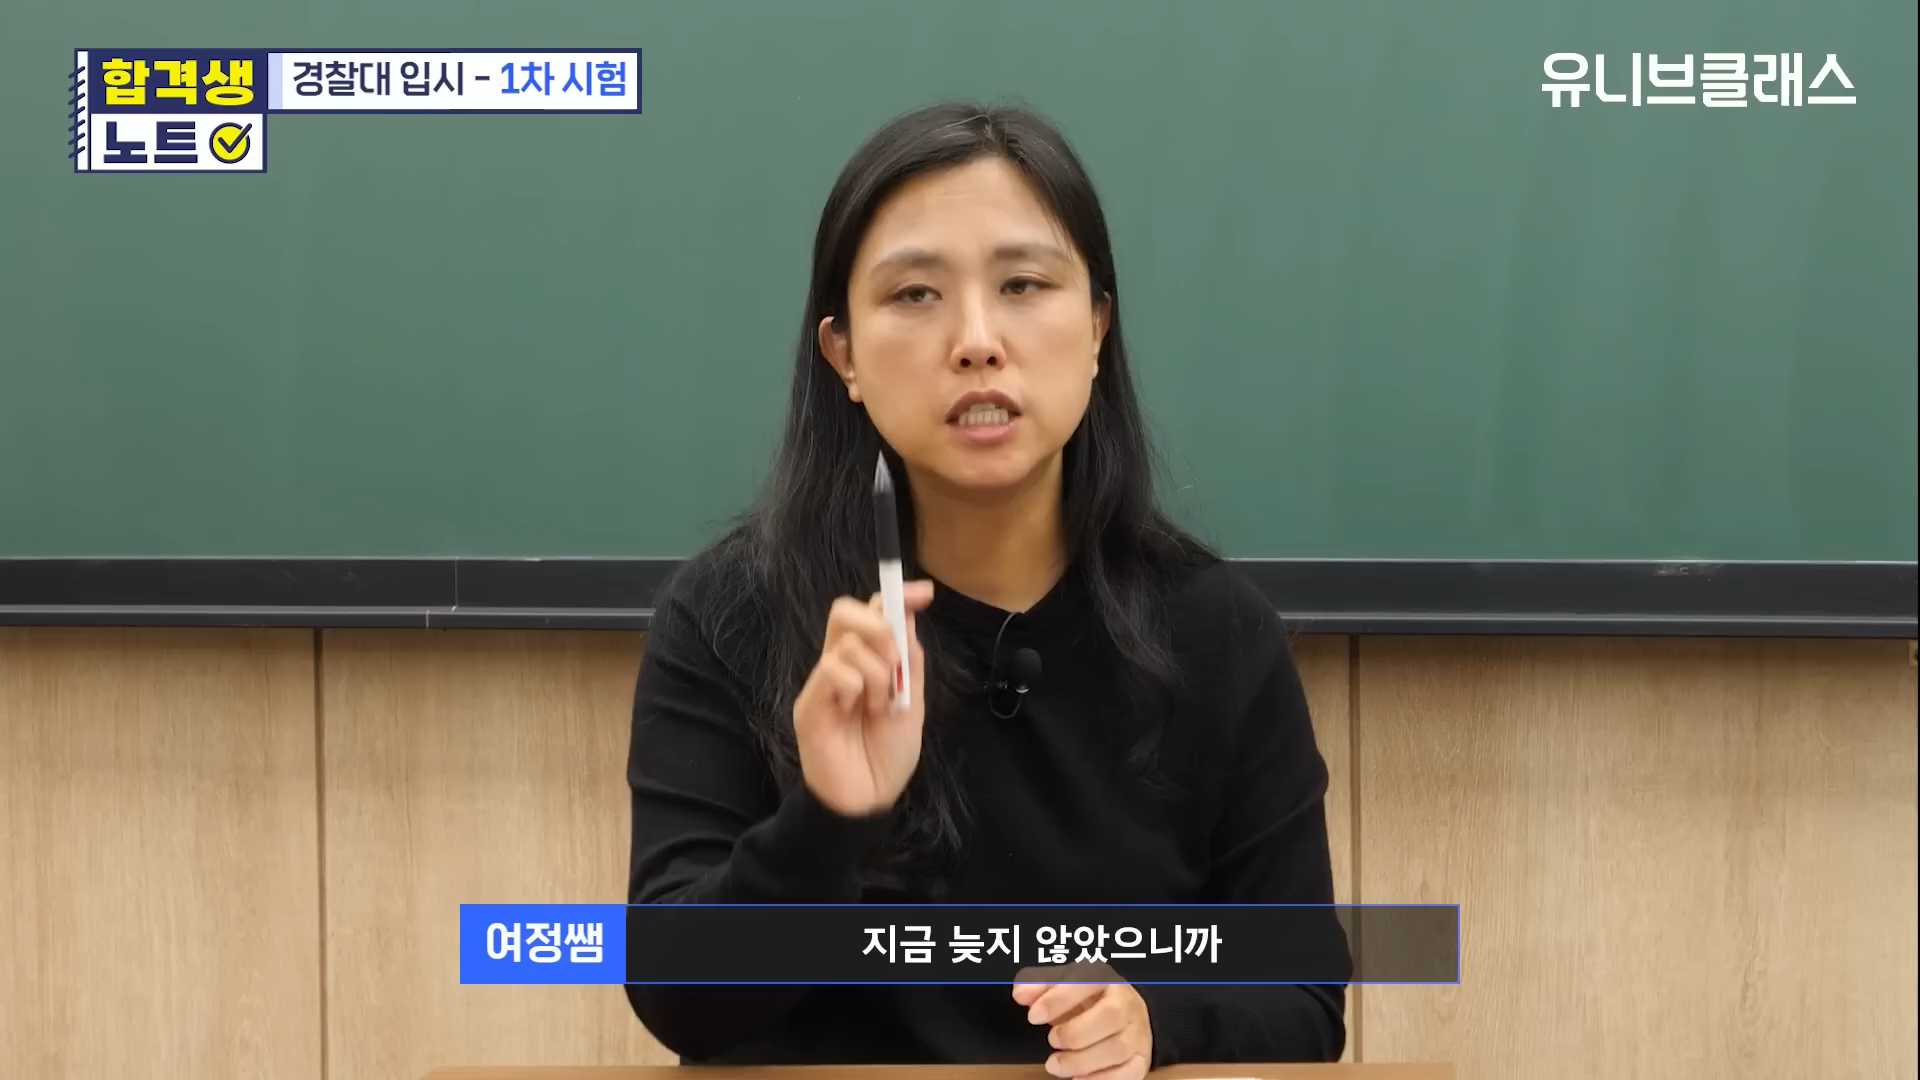 합격생
노트
경찰대 입시 - 1차 시험
유니브클래스
여정쌤
지금 늦지 않았으니까